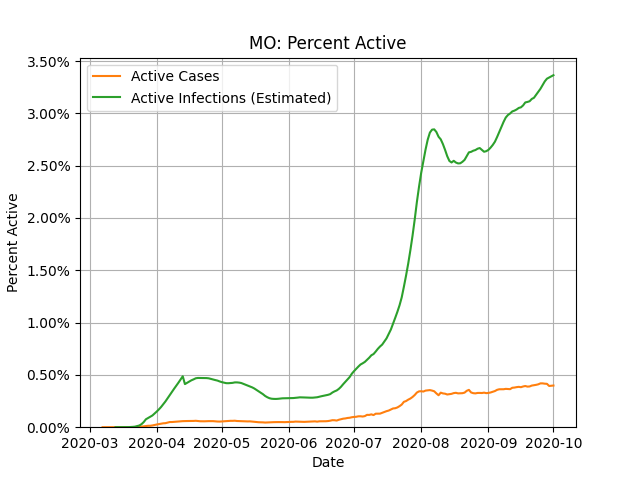 MO: Percent Active
Active Cases
Active Infections (Estimated)
Percent Active
3.50%
3.00%
2.50%
2.00%
1.50%
1.00%
0.50%
0.00%
2020-03 2020-04 2020-05 2020-06 2020-07 2020-08 2020-09 2020-10
Date